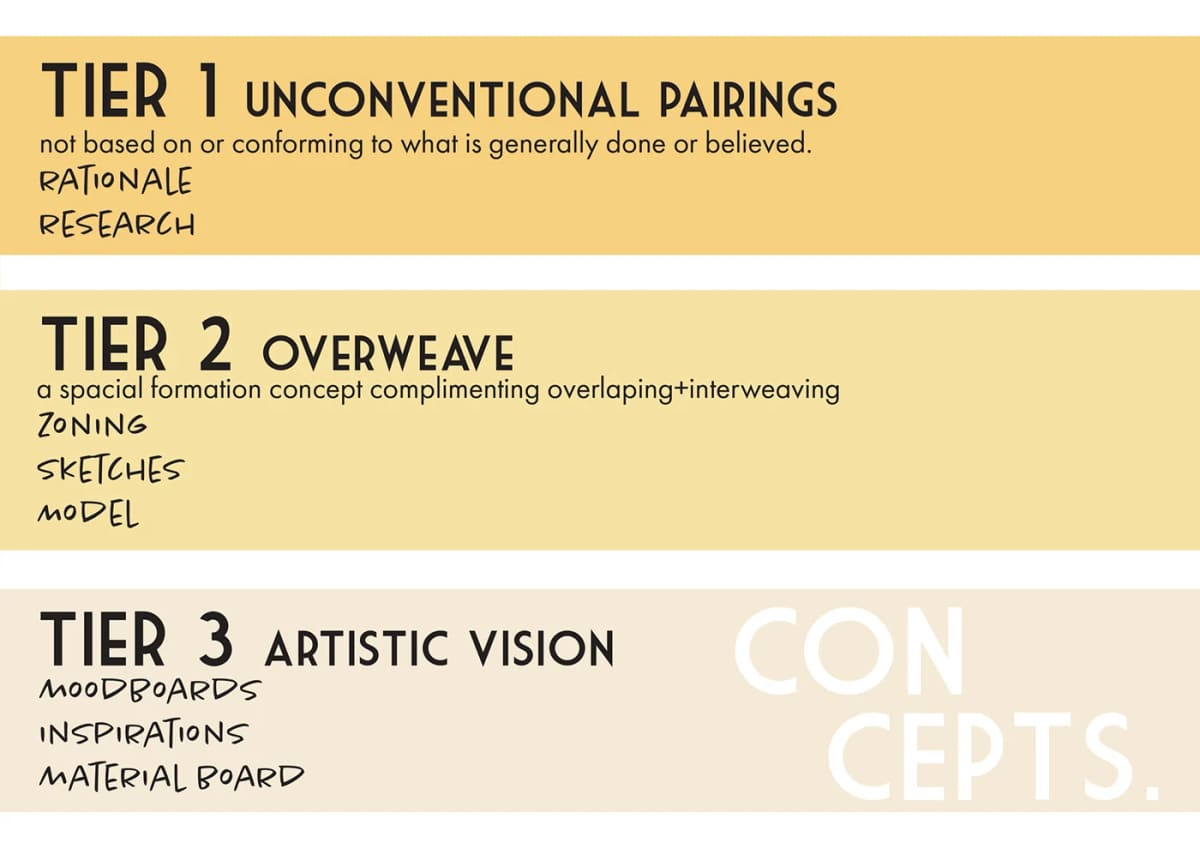 TIER 1 UNCONVENTIONAL PAIRINGS
not based on or conforming to what is generally done or believed.
RATIONALE
RESEARCH
TIER 2 OVERWEAVE
a spacial formation concept complimenting overlaping+interweaving
ZONING
SKETCHES
MODEL
TIER 3 ARTISTIC VISION
MOODBOARDS
INSPIRATIONS
MATERIAL BOARD
CON
CEPTS.